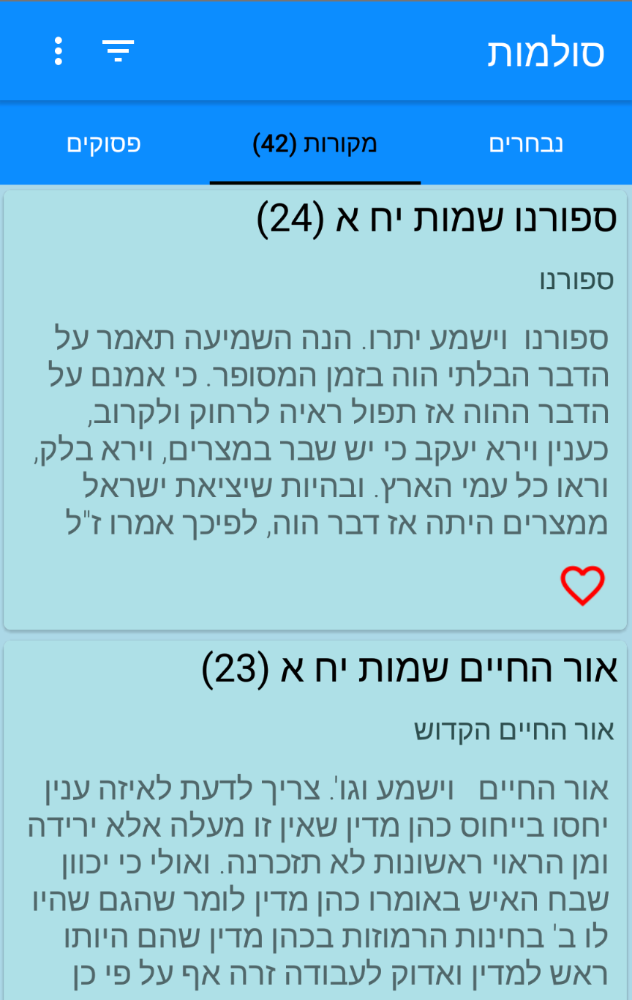 סולמות
נבחרים
מקורות (42)
פסוקים
ספורנו שמות יח א (24)
ספורנו
ספורנו  וישמע יתרו. הנה השמיעה תאמר על
הדבר הבלתי הוה בזמן המסופר. כי אמנם על
הדבר ההוה אז תפול ראיה לרחוק ולקרוב,
כענין וירא יעקב כי יש שבר במצרים, וירא בלק,
וראו כל עמי הארץ. ובהיות שיציאת ישראל
ממצרים היתה אז דבר הוה, לפיכך אמרו ז"ל
אור החיים שמות יח א (23)
אור החיים הקדוש
אור החיים   וישמע וגו'. צריך לדעת לאיזה ענין
יחסו בייחוס כהן מדין שאין זו מעלה אלא ירידה
ומן הראוי ראשונות לא תזכרנה. ואולי כי יכוון
שבח האיש באומרו כהן מדין לומר שהגם שהיו
לו ב' בחינות הרמוזות בכהן מדין שהם היותו
ראש למדין ואדוק לעבודה זרה אף על פי כן